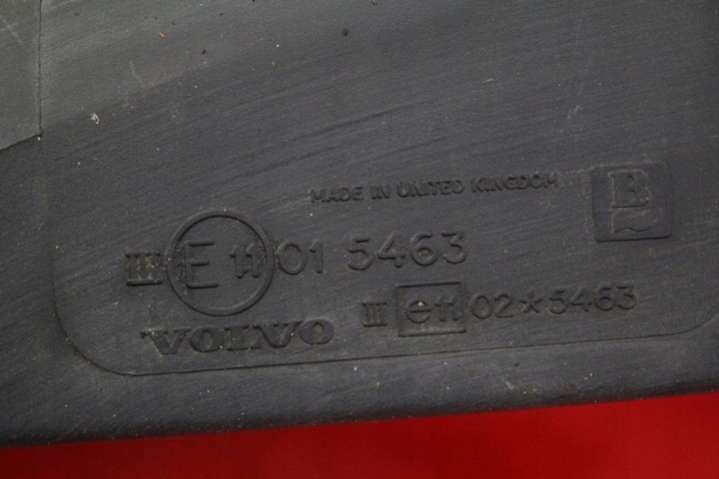 MADE IN UNITED KINGDOM
III E 11 01 5463
II e11 02*5463
VOLVO